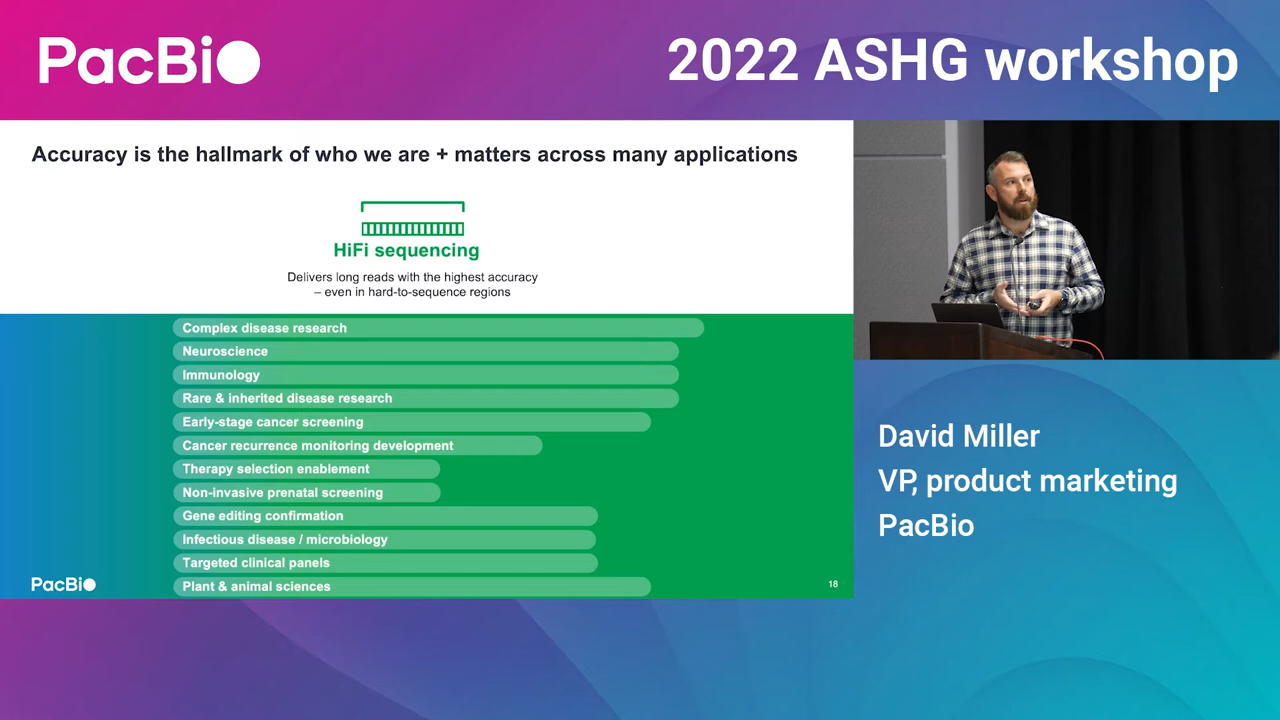 PacBio
2022 ASHG workshop
Accuracy is the hallmark of who we are + matters across many applications
HiFi sequencing
Delivers long reads with the highest accuracy
– even in hard-to-sequence regions
Complex disease research
Neuroscience
Immunology
Rare & inherited disease research
Early-stage cancer screening
Cancer recurrence monitoring development
Therapy selection enablement
Non-invasive prenatal screening
Gene editing confirmation
Infectious disease / microbiology
Targeted clinical panels
Plant & animal sciences
PacBio
18
David Miller
VP, product marketing
PacBio